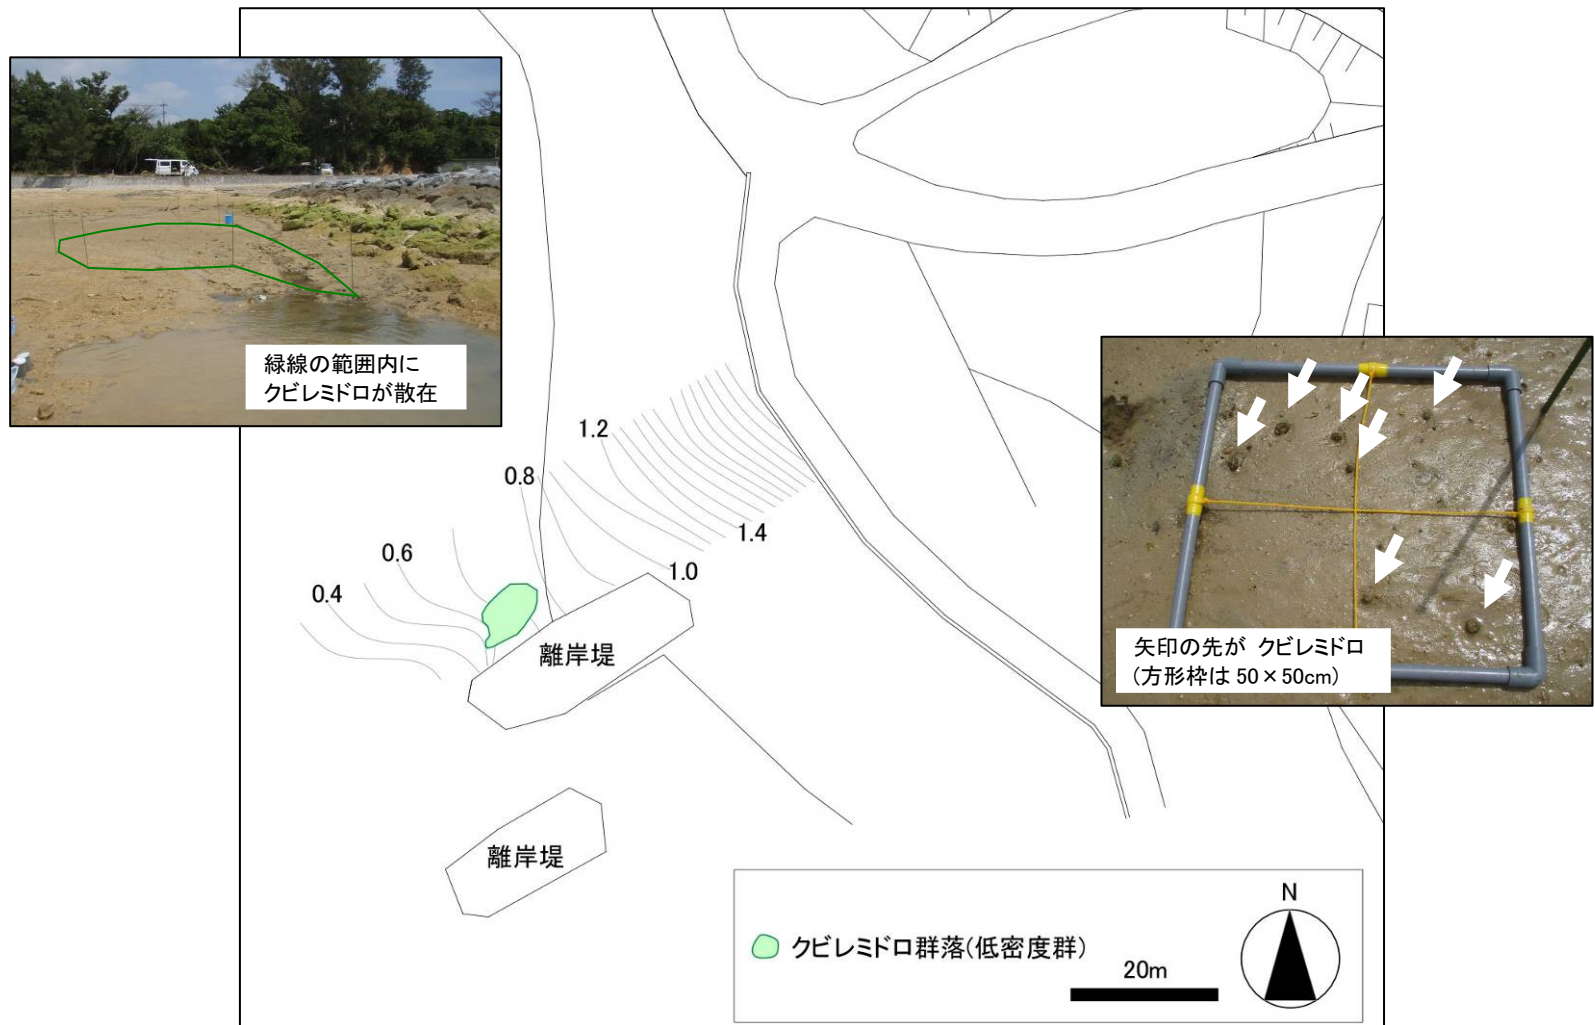 緑線の範囲内に
クビレミドロが散在
1.2
0.8
1.4
0.6
1.0
0.4
離岸堤
矢印の先が クビレミドロ
(方形枠は 50×50cm)
離岸堤
N
クビレミドロ群落(低密度群)
20m